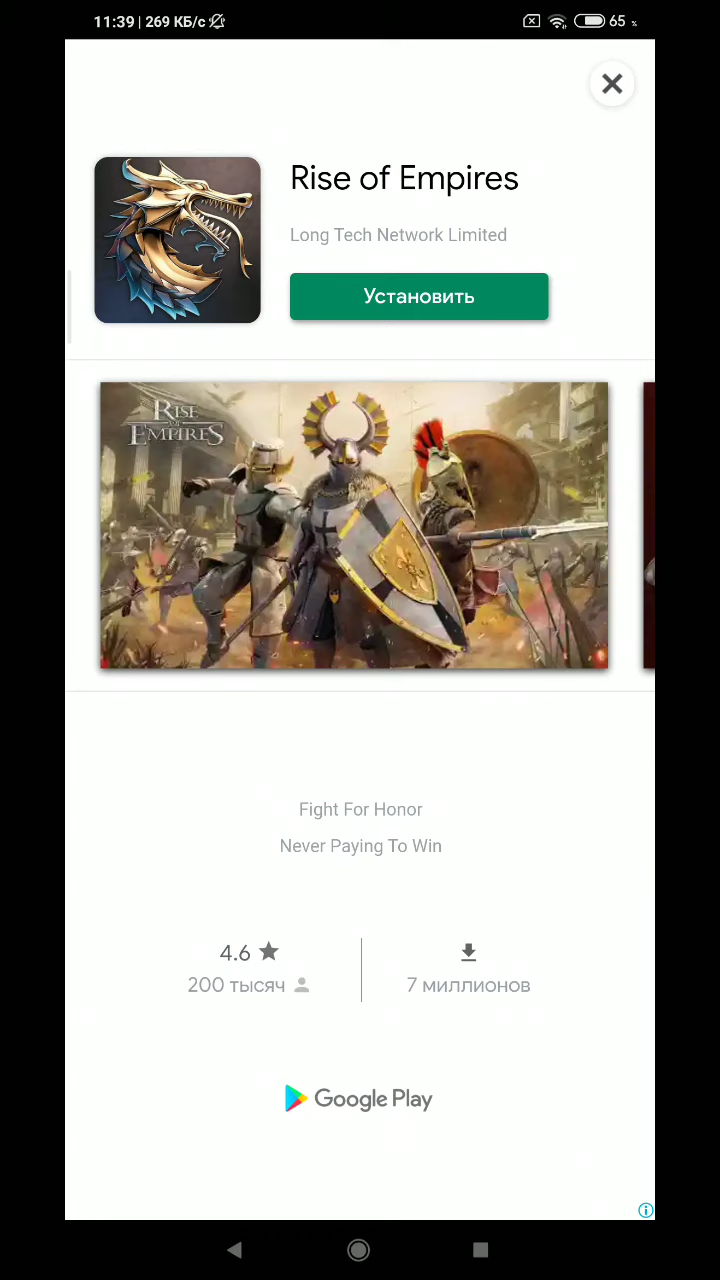 11:39 | 269 КБ/с
65 %
Rise of Empires
Long Tech Network Limited
Установить
RISE
OF
EMPIRES
Fight For Honor
Never Paying To Win
4.6
200 тысяч
7 миллионов
Google Play